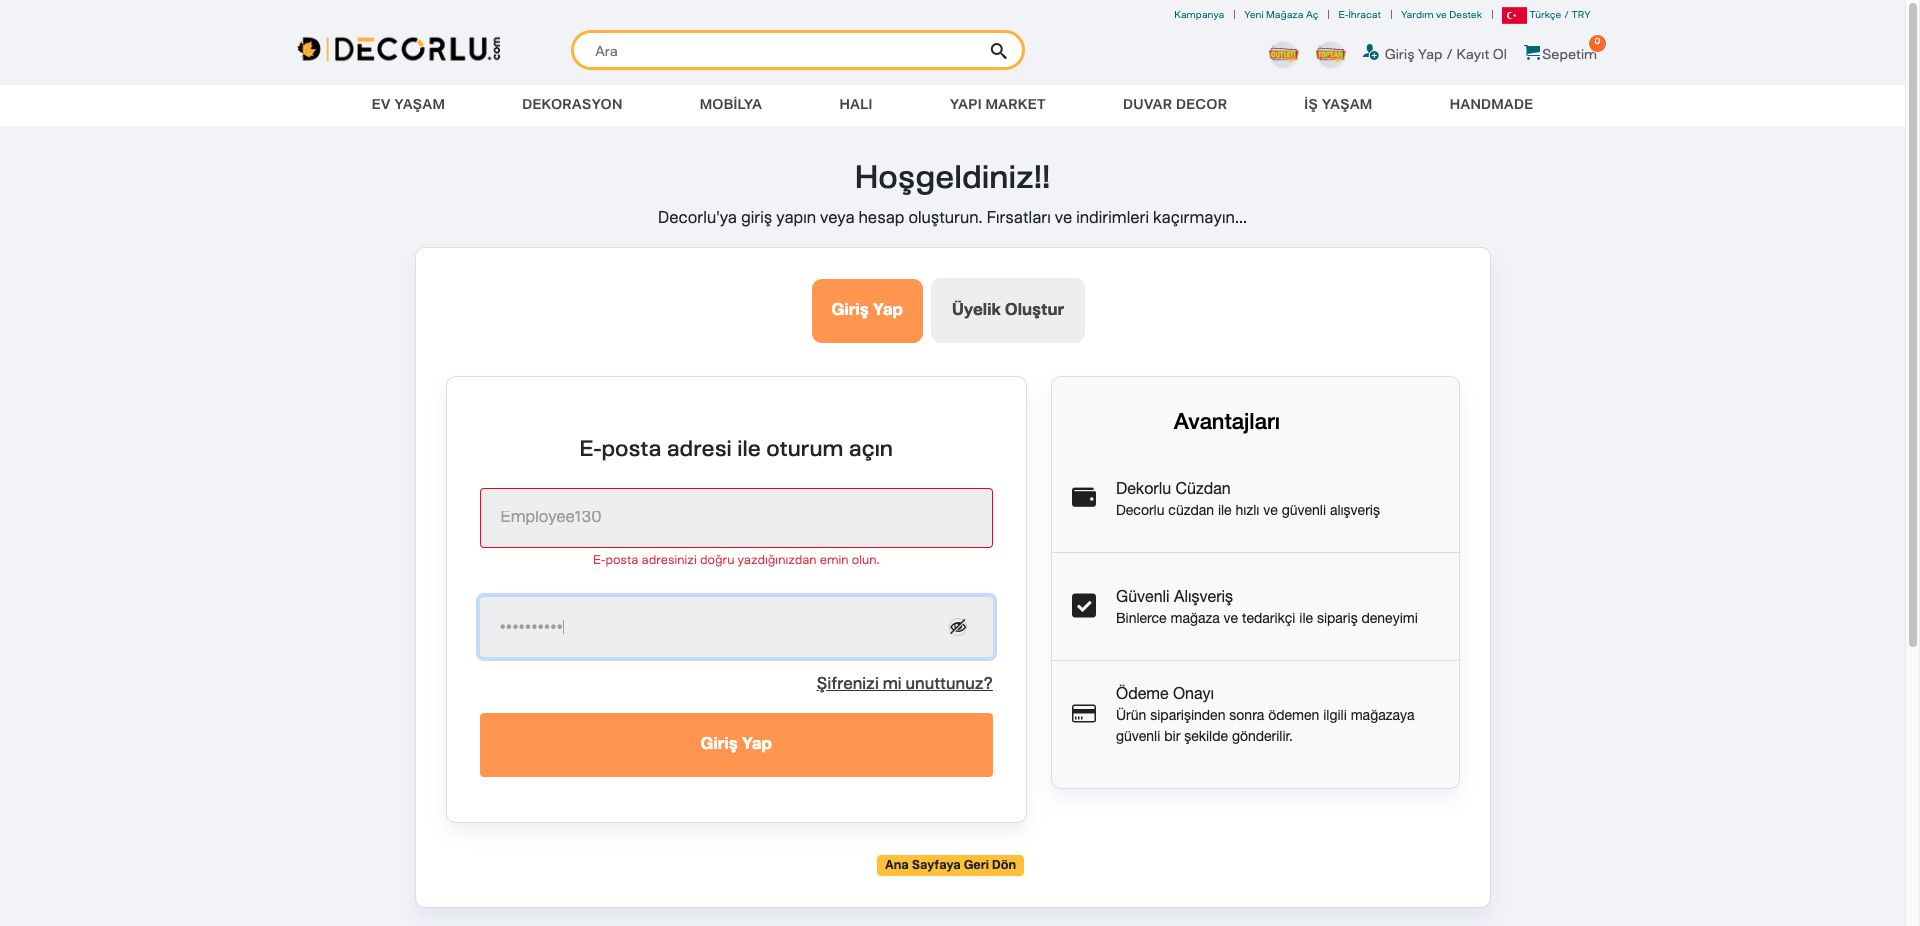 Kampanya | Yeni Mağaza Aç | E-İhracat | Yardım ve Destek | Türkçe / TRY
DECORLU.com
Ara
Giriş Yap / Kayıt Ol
Sepetim
0
EV YAŞAM
DEKORASYON
MOBİLYA
HALI
YAPI MARKET
DUVAR DECOR
İŞ YAŞAM
HANDMADE
Hoşgeldiniz!!
Decorlu'ya giriş yapın veya hesap oluşturun. Fırsatları ve indirimleri kaçırmayın...
Giriş Yap
Üyelik Oluştur
E-posta adresi ile oturum açın
Employee130
E-posta adresinizi doğru yazdığınızdan emin olun.
••••••••••
Şifrenizi mi unuttunuz?
Giriş Yap
Avantajları
Dekorlu Cüzdan
Decorlu cüzdan ile hızlı ve güvenli alışveriş
Güvenli Alışveriş
Binlerce mağaza ve tedarikçi ile sipariş deneyimi
Ödeme Onayı
Ürün siparişinden sonra ödemen ilgili mağazaya
güvenli bir şekilde gönderilir.
Ana Sayfaya Geri Dön